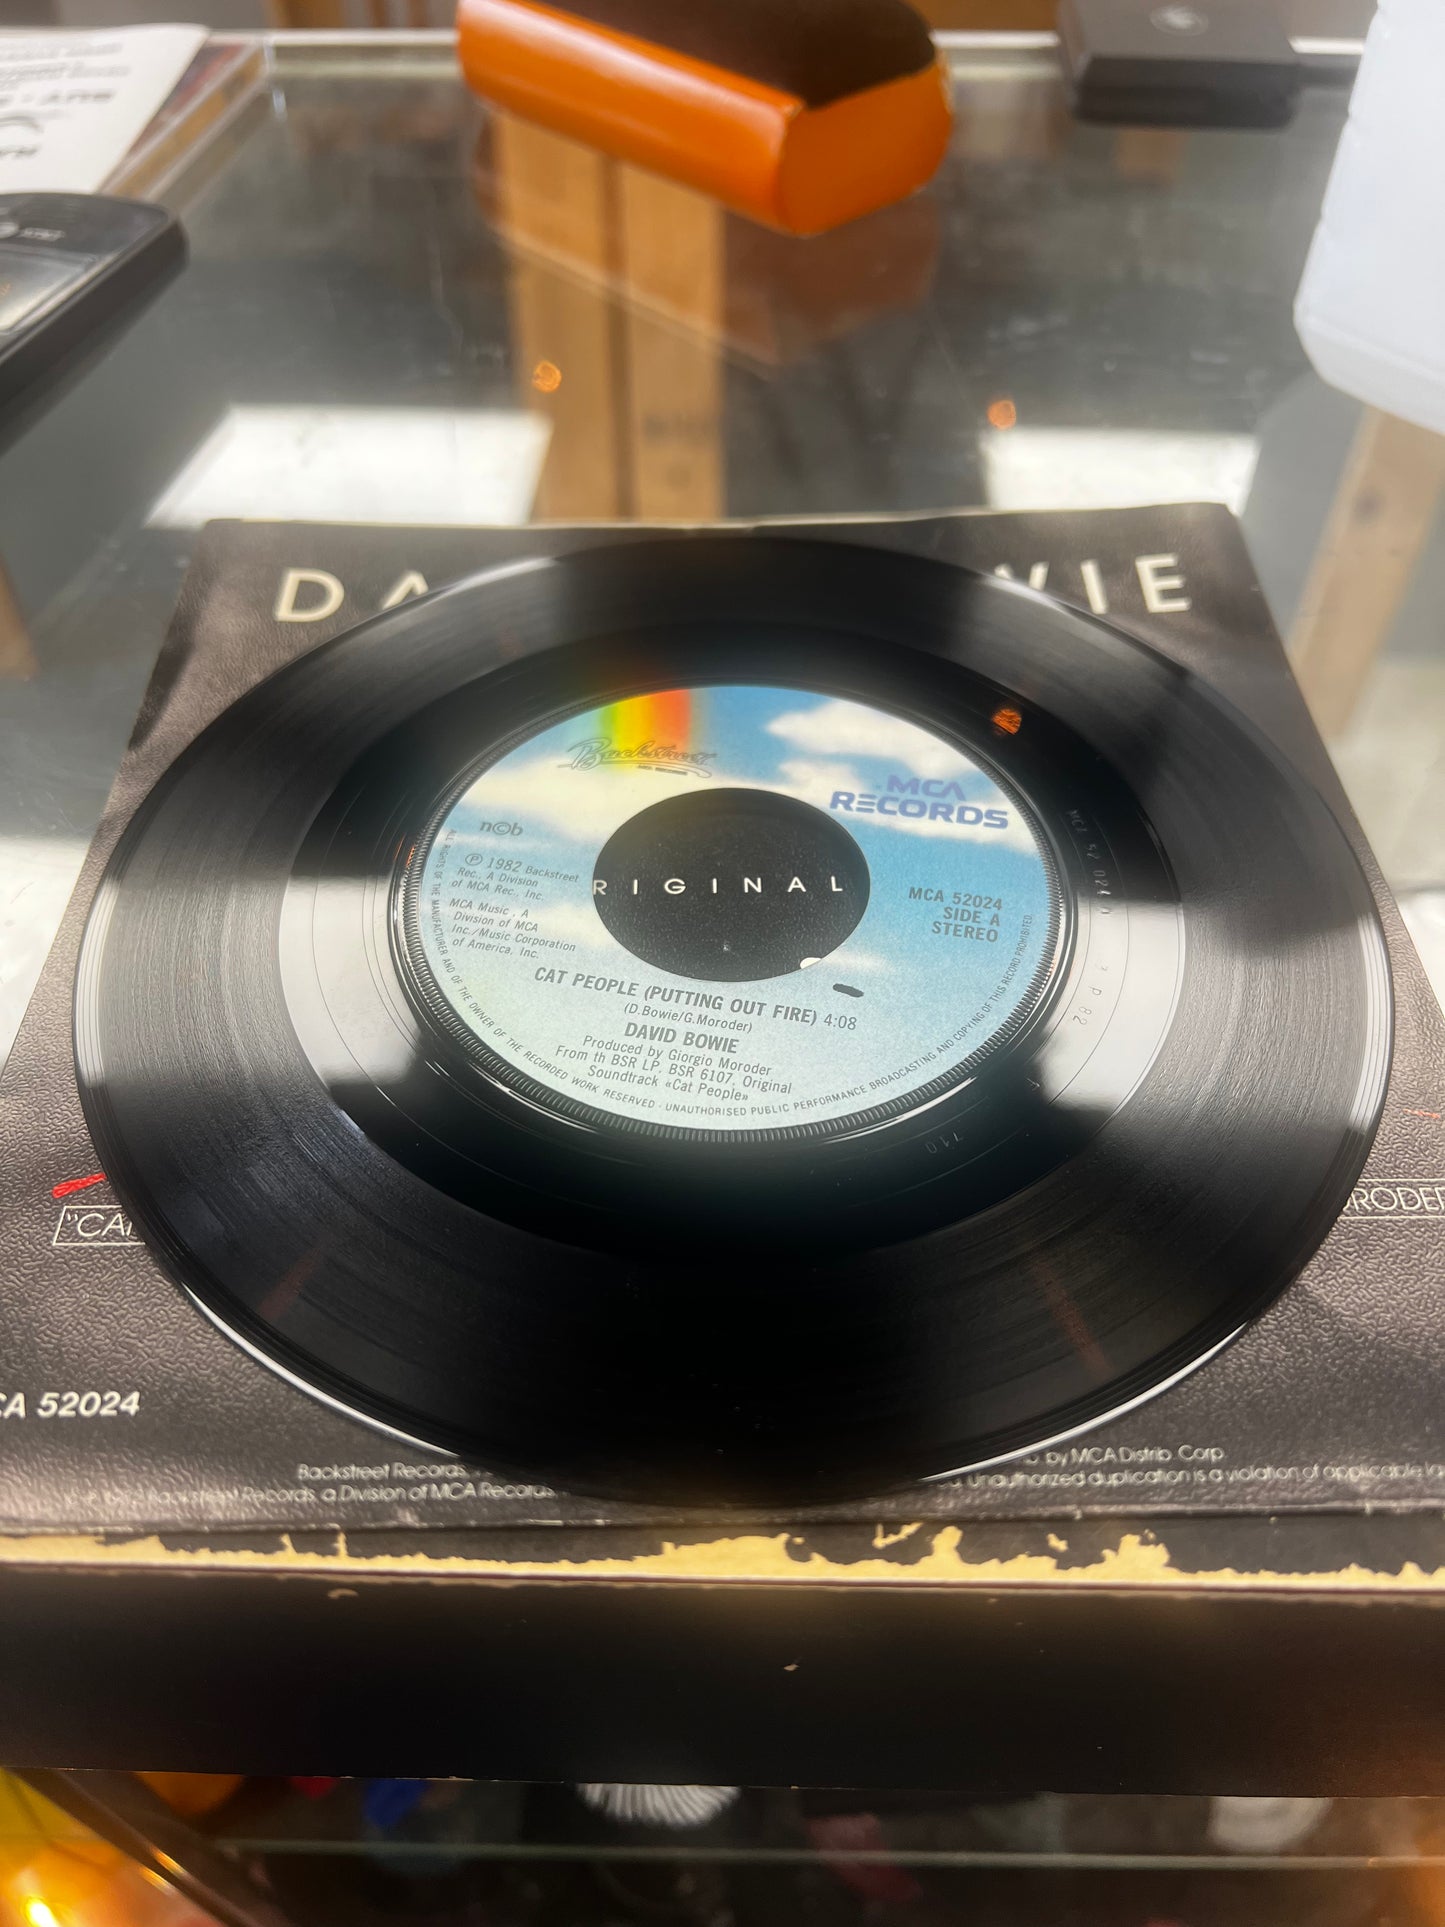 DA
WIE
Backstreet
MCA RECORDS
MCA
RECORDS
n©b
℗ 1982 Backstreet
Rec., A Division
of MCA Rec., Inc.
MCA Music, A
Division of MCA
Inc./Music Corporation
of America, Inc.
RIGINAL
MCA 52024
SIDE A
STEREO
CAT PEOPLE (PUTTING OUT FIRE) 4:08
(D.Bowie/G.Moroder)
DAVID BOWIE
Produced by Giorgio Moroder
From th BSR LP, BSR 6107, Original
Soundtrack «Cat People»
ALL RIGHTS OF THE MANUFACTURER AND OF THE OWNER OF THE RECORDED WORK RESERVED · UNAUTHORISED PUBLIC PERFORMANCE BROADCASTING AND COPYING OF THIS RECORD PROHIBITED.
"CA
RODER
CA 52024
Backstreet Records,
by MCA Distrib. Corp
Backstreet Records, a Division of MCA Records
Unauthorized duplication is a violation of applicable la